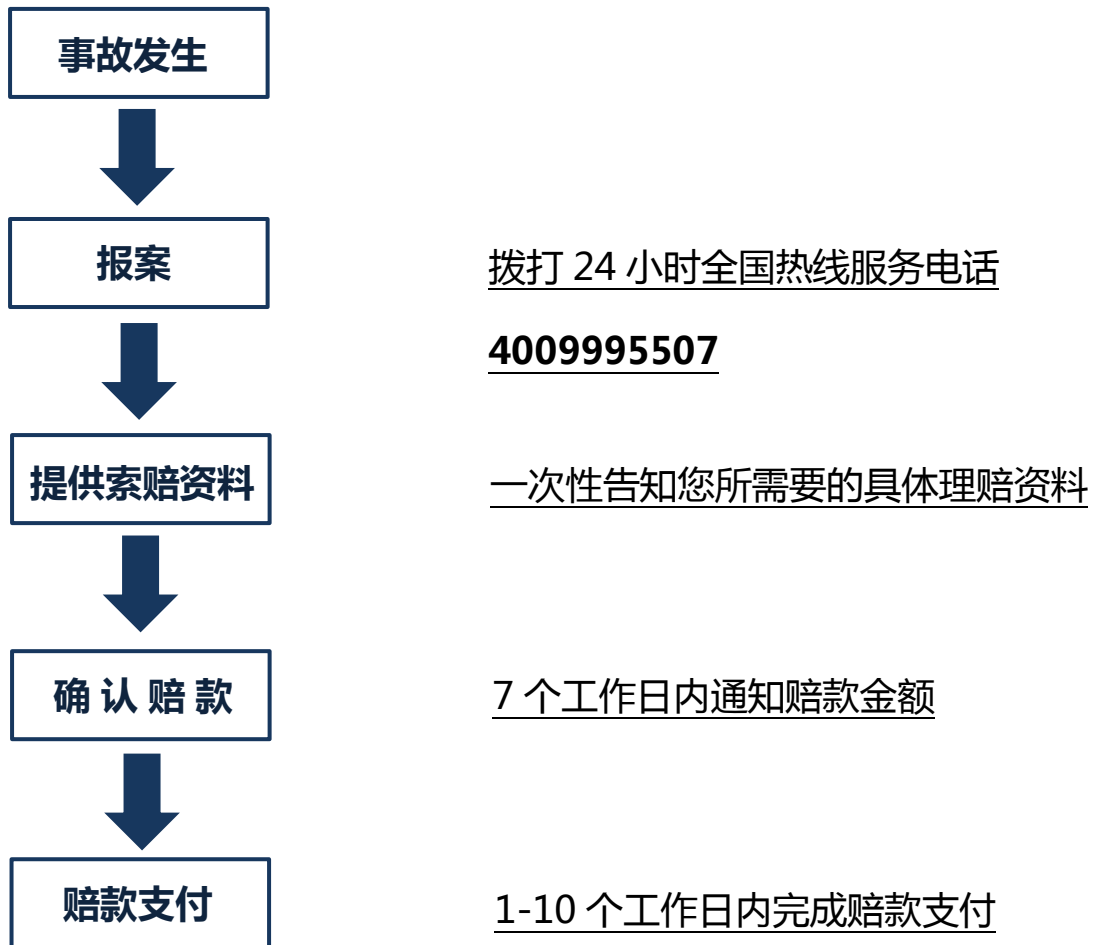 事故发生
报案
拨打 24 小时全国热线服务电话
4009995507
提供索赔资料
一次性告知您所需要的具体理赔资料
确 认 赔 款
7 个工作日内通知赔款金额
赔款支付
1-10 个工作日内完成赔款支付